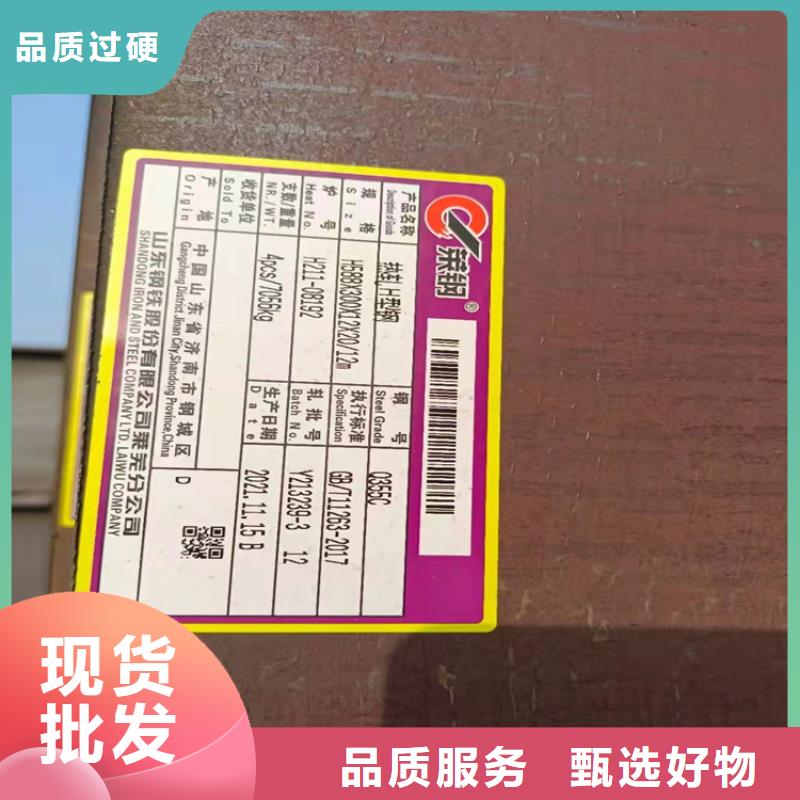 品质过硬
莱钢®
产品名称
Description of Goods
热轧H型钢
钢号
Steel Grade
Q355C
规格
Size
H588X300X12X20/12m
执行标准
Specification
GB/T11263-2017
炉号
Heat No.
H211-08192
轧批号
Batch No.
Y213239-3 12
支数/重量
NR./WT.
4pcs/7056kg
生产日期
Date
2021.11.15 B
收货单位
Sold To
产地
Origin
中国山东省济南市钢城区
Gangcheng District,Jinan City,Shandong Province,China
D
山东钢铁股份有限公司莱芜分公司
SHANDONG IRON AND STEEL COMPANY LTD. LAIWU COMPANY
现货
批发
品质服务 甄选好物